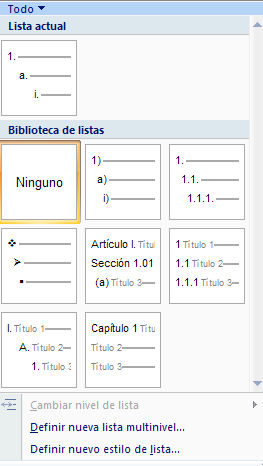 Todo
Lista actual
1.
a.
i.
Biblioteca de listas
Ninguno
1)
a)
i)
1.
1.1.
1.1.1.
Artículo I. Títu
Sección 1.01
(a) Título 3
1 Título 1
1.1 Título 2
1.1.1 Título 3
I. Título 1
A. Título 2
1. Título 3
Capítulo 1 Títu
Título 2
Título 3
Cambiar nivel de lista
Definir nueva lista multinivel...
Definir nuevo estilo de lista...